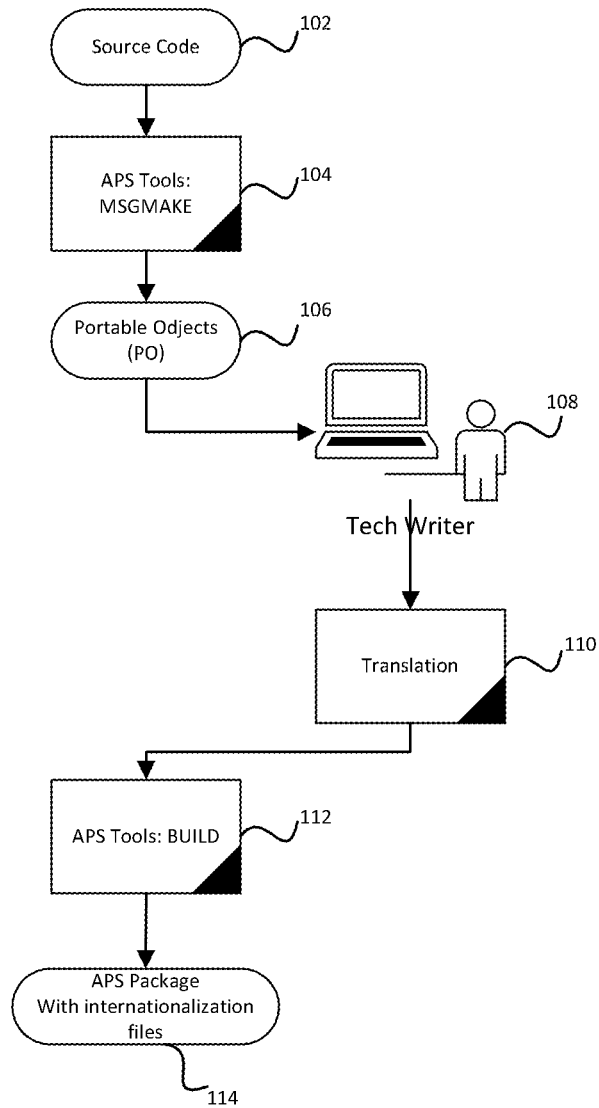 102
Source Code
104
APS Tools:
MSGMAKE
106
Portable Odjects
(PO)
108
Tech Writer
110
Translation
112
APS Tools: BUILD
APS Package
With internationalization
files
114